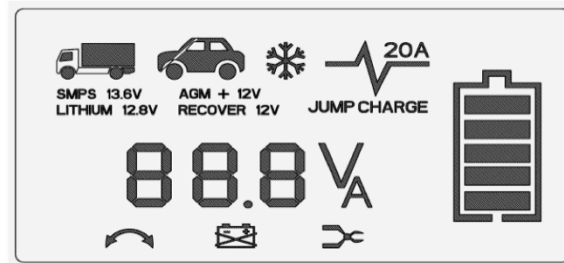 20A
SMPS 13.6V AGM + 12V
LITHIUM 12.8V RECOVER 12V JUMP CHARGE
88.8 V
A